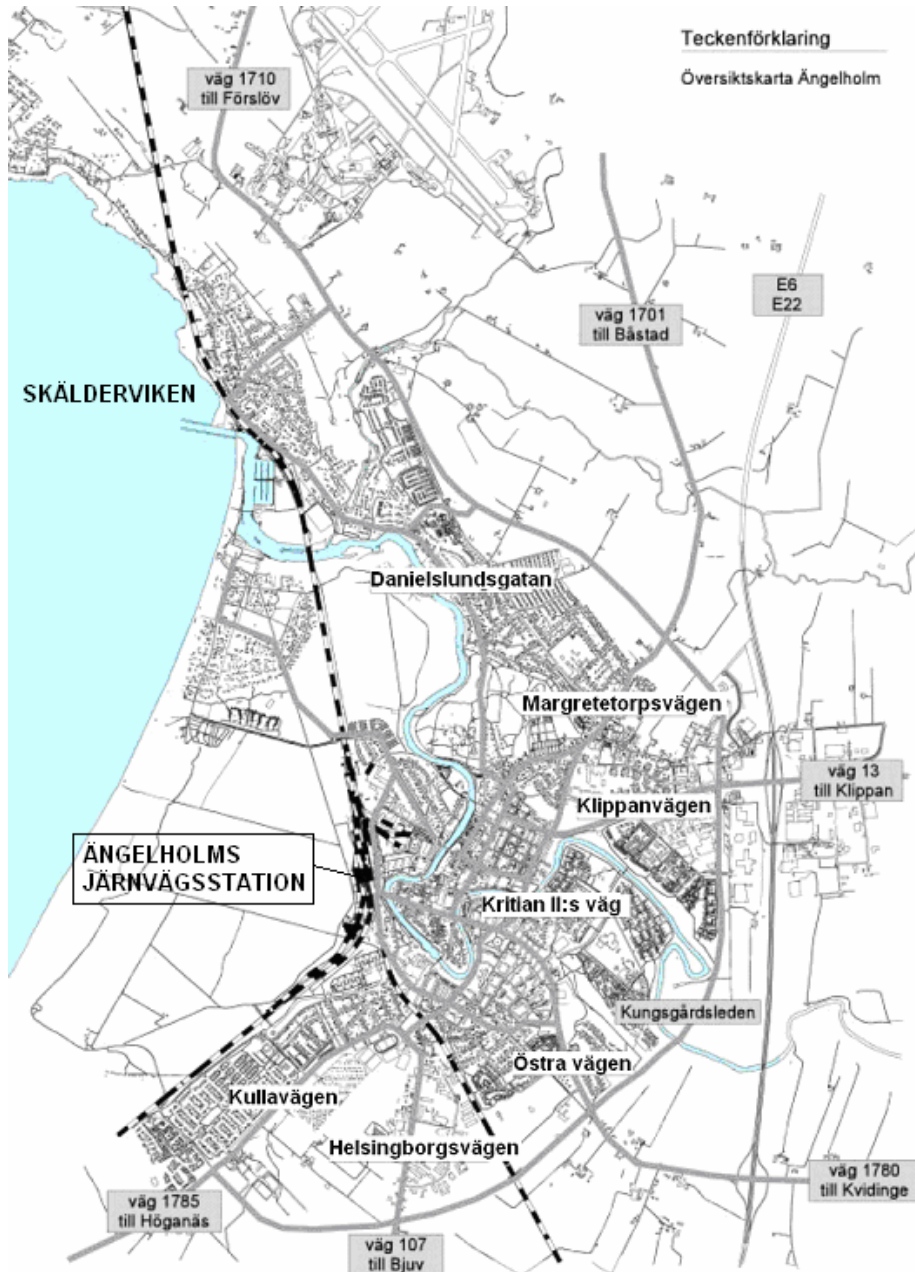 Teckenförklaring
Översiktskarta Ängelholm
väg 1710
till Förslöv
E6
E22
väg 1701
till Båstad
SKÄLDERVIKEN
Danielslundsgatan
Margretetorpsvägen
väg 13
till Klippan
Klippanvägen
ÄNGELHOLMS
JÄRNVÄGSSTATION
Kritian II:s väg
Kungsgårdsleden
Östra vägen
Kullavägen
Helsingborgsvägen
väg 1780
till Kvidinge
väg 1785
till Höganäs
väg 107
till Bjuv